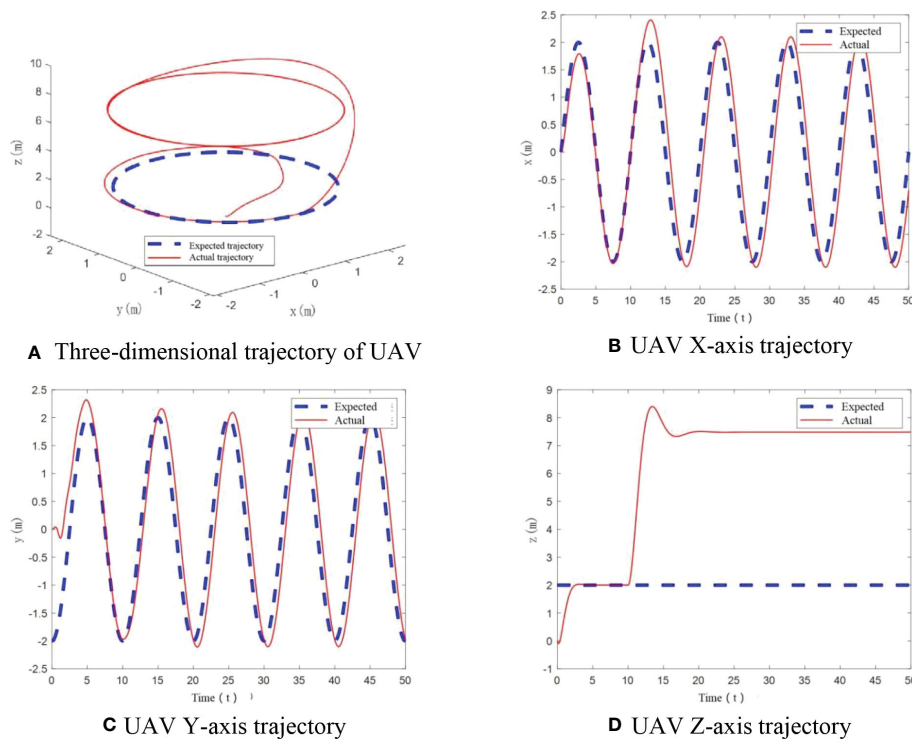 10
8
6
4
2
0
-2
z(m)
2
1
0
-1
-2
y(m)
-2
-1
0
1
2
x(m)
Expected trajectory
Actual trajectory
A Three-dimensional trajectory of UAV
2.5
2
1.5
1
0.5
0
-0.5
-1
-1.5
-2
-2.5
x(m)
Expected
Actual
0 5 10 15 20 25 30 35 40 45 50
Time(t)
B UAV X-axis trajectory
2.5
2
1.5
1
0.5
0
-0.5
-1
-1.5
-2
-2.5
y(m)
Expected
Actual
0 5 10 15 20 25 30 35 40 45 50
Time(t )
C UAV Y-axis trajectory
9
8
7
6
5
4
3
2
1
0
-1
z(m)
Expected
Actual
0 5 10 15 20 25 30 35 40 45 50
Time(t)
D UAV Z-axis trajectory